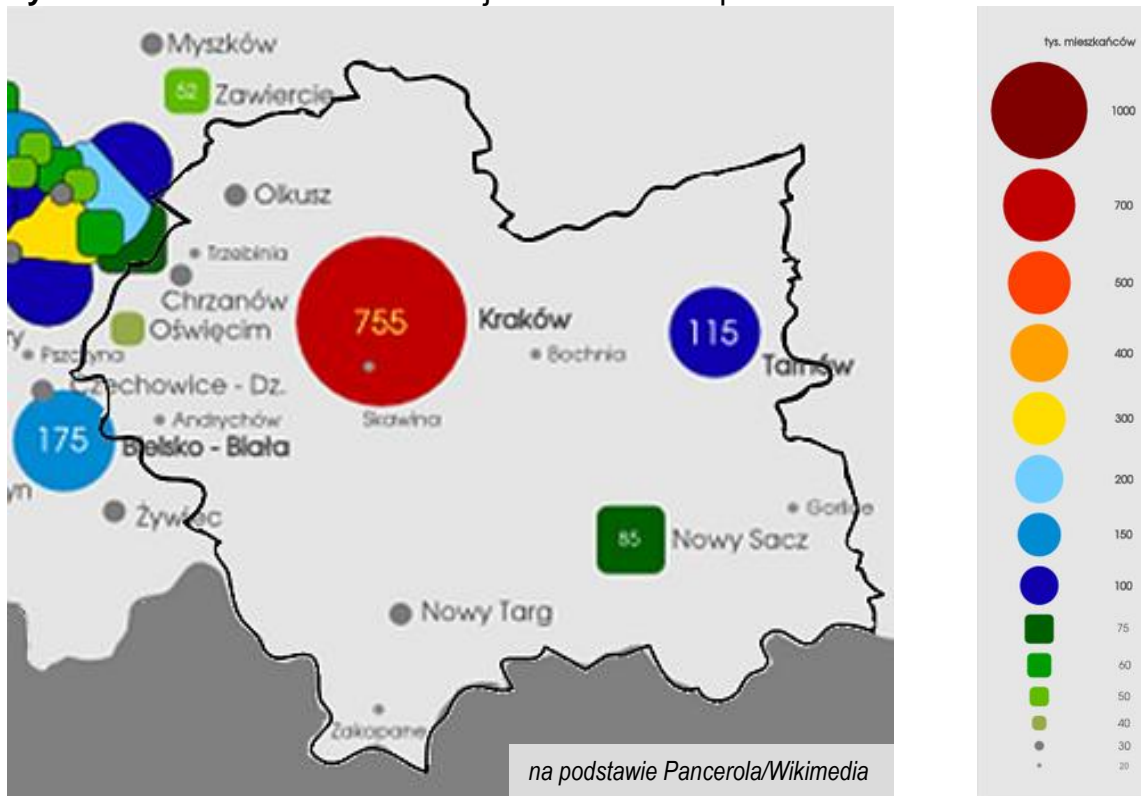 Myszków
52
Zawiercie
Olkusz
Trzebinia
Chrzanów
Oświęcim
755
Kraków
115
Tarnów
Bochnia
Pszczyna
Czechowice - Dz.
Andrychów
Skawina
175
Bielsko - Biała
yn
Żywiec
Gorlice
85
Nowy Sacz
Nowy Targ
Zakopane
na podstawie Pancerola/Wikimedia
tys. mieszkańców
1000
700
500
400
300
200
150
100
75
60
50
40
30
20